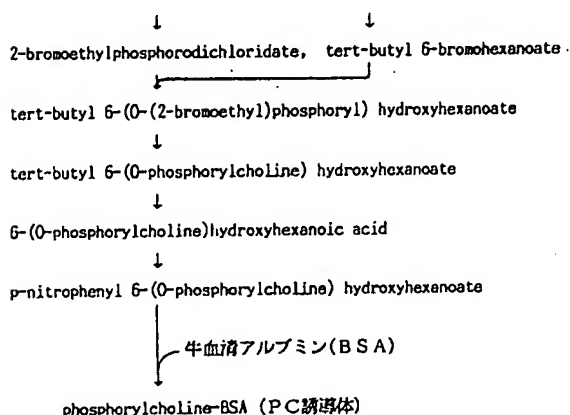 ↓ ↓
2-bromoethylphosphorodichloridate, tert-butyl 6-bromohexanoate
↓
tert-butyl 6-(O-(2-bromoethyl)phosphoryl) hydroxyhexanoate
↓
tert-butyl 6-(O-phosphorylcholine) hydroxyhexanoate
↓
6-(O-phosphorylcholine)hydroxyhexanoic acid
↓
p-nitrophenyl 6-(O-phosphorylcholine) hydroxyhexanoate
牛血済アルブミン(BSA)
phosphorylcholine-BSA (PC誘導体)